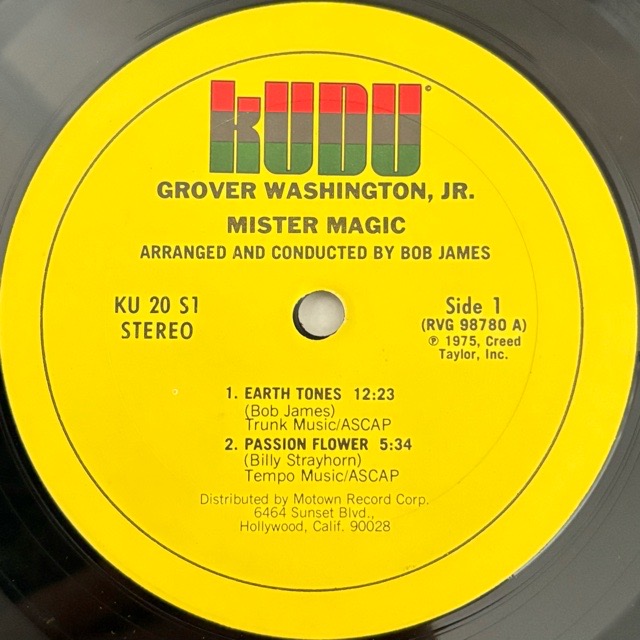 KUDU ©
GROVER WASHINGTON, JR.
MISTER MAGIC
ARRANGED AND CONDUCTED BY BOB JAMES
KU 20 S1
STEREO
Side 1
(RVG 98780 A)
℗ 1975, Creed
Taylor, Inc.
1. EARTH TONES 12:23
(Bob James)
Trunk Music/ASCAP
2. PASSION FLOWER 5:34
(Billy Strayhorn)
Tempo Music/ASCAP
Distributed by Motown Record Corp.
6464 Sunset Blvd.,
Hollywood, Calif. 90028